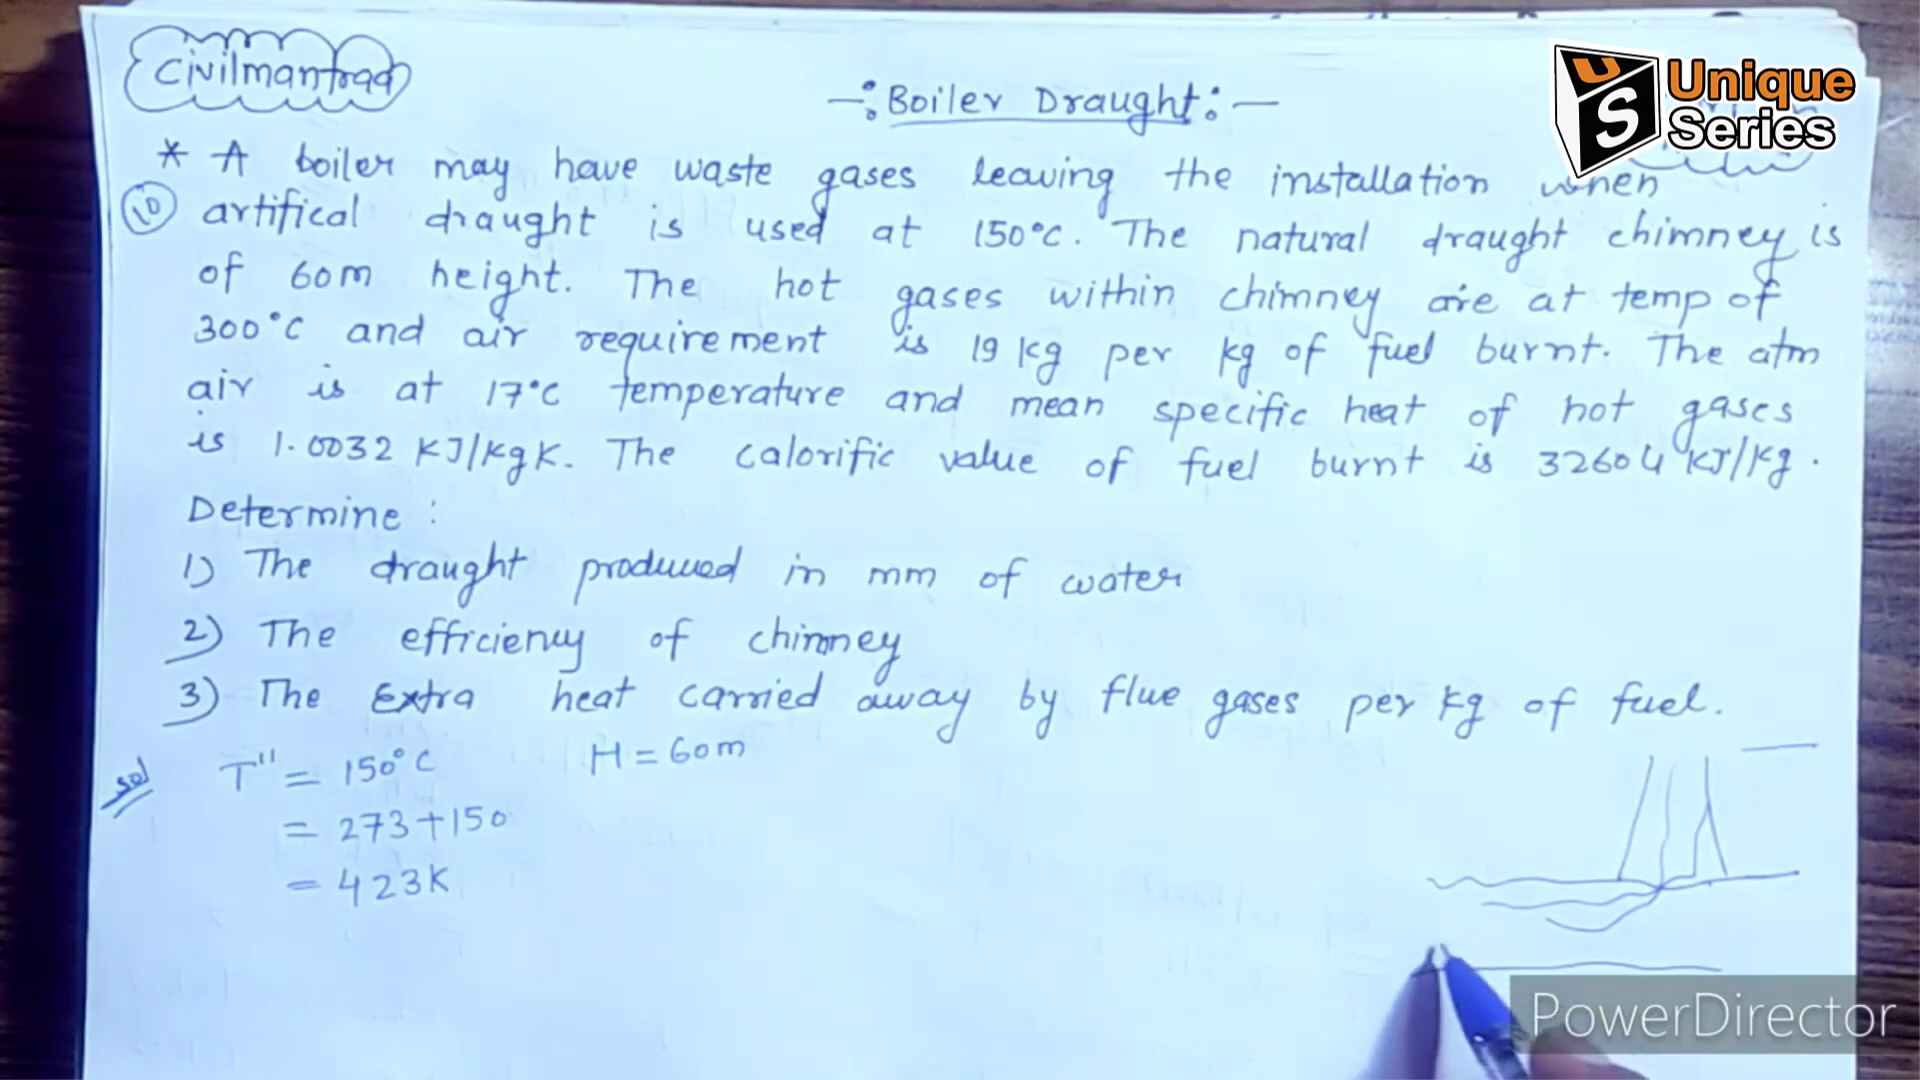 Civilmantraa
-:Boiler Draught:-
US Unique
Series
* A boiler may have waste gases leaving the installation when
10 artifical draught is used at 150°C. The natural draught chimney is
of 60m height. The hot gases within chimney are at temp of
300°C and air requirement is 19 kg per kg of fuel burnt. The atm
air is at 17°C temperature and mean specific heat of hot gases
is 1.0032 KJ/kgK. The calorific value of fuel burnt is 32604 KJ/kg.
Determine :
1) The draught produced in mm of water
2) The efficiency of chimney
3) The Extra heat carried away by flue gases per kg of fuel.
Sol T" = 150°C H = 60m
= 273+150
= 423K
PowerDirector